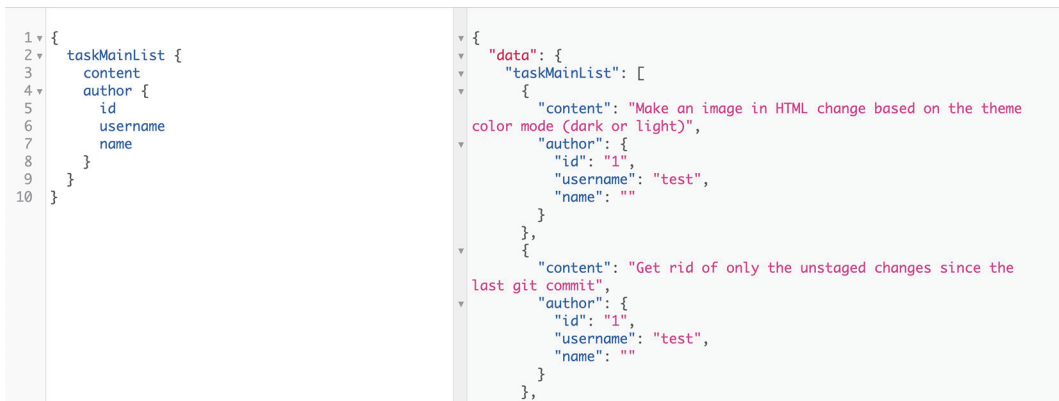 1 {
2 taskMainList {
3 content
4 author {
5 id
6 username
7 name
8 }
9 }
10 }
{
"data": {
"taskMainList": [
{
"content": "Make an image in HTML change based on the theme
color mode (dark or light)",
"author": {
"id": "1",
"username": "test",
"name": ""
}
},
{
"content": "Get rid of only the unstaged changes since the
last git commit",
"author": {
"id": "1",
"username": "test",
"name": ""
}
},